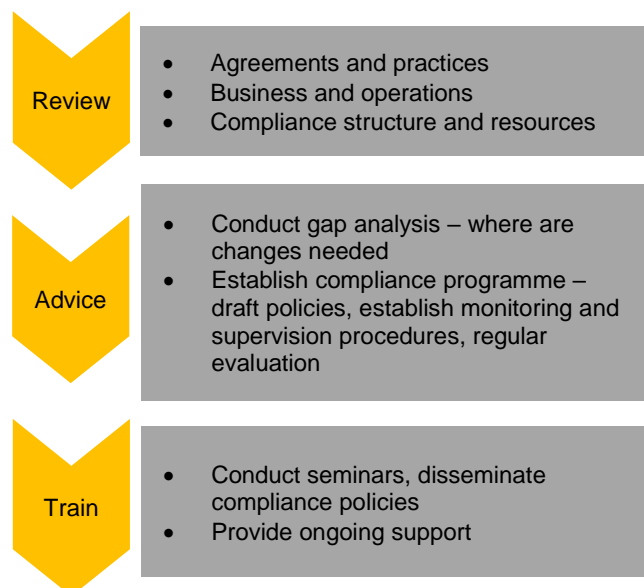 Review
• Agreements and practices
• Business and operations
• Compliance structure and resources
Advice
• Conduct gap analysis – where are
changes needed
• Establish compliance programme –
draft policies, establish monitoring and
supervision procedures, regular
evaluation
Train
• Conduct seminars, disseminate
compliance policies
• Provide ongoing support